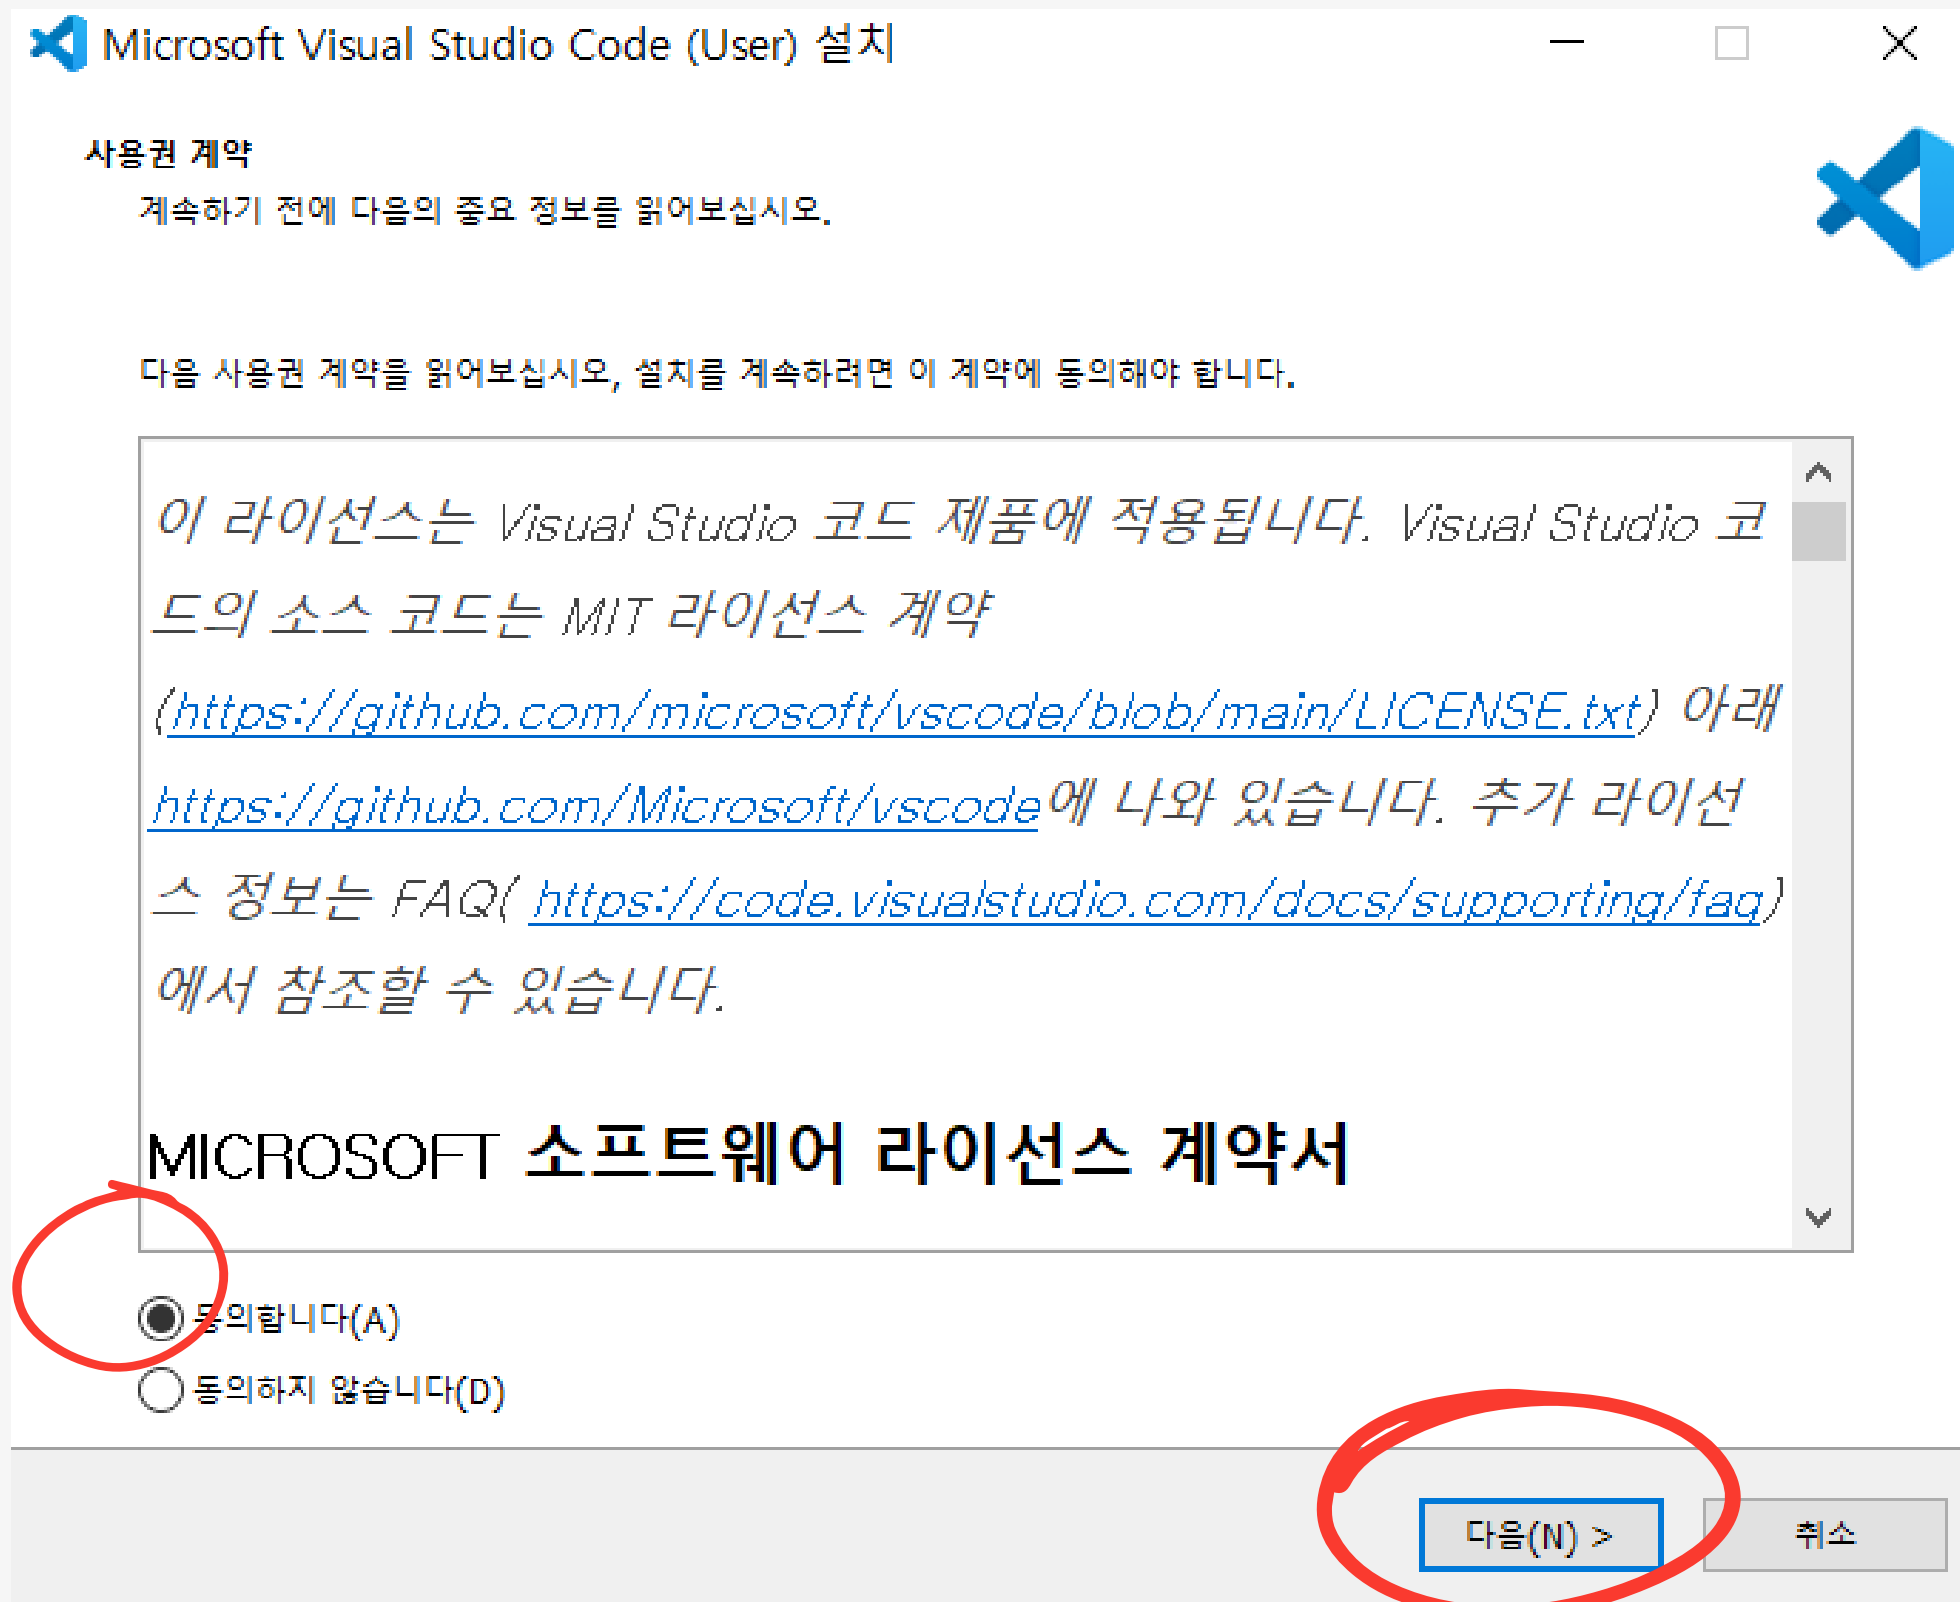 Microsoft Visual Studio Code (User) 설치
사용권 계약
계속하기 전에 다음의 중요 정보를 읽어보십시오.
다음 사용권 계약을 읽어보십시오, 설치를 계속하려면 이 계약에 동의해야 합니다.
이 라이선스는 Visual Studio 코드 제품에 적용됩니다. Visual Studio 코
드의 소스 코드는 MIT 라이선스 계약
(https://github.com/microsoft/vscode/blob/main/LICENSE.txt) 아래
https://github.com/Microsoft/vscode에 나와 있습니다. 추가 라이선
스 정보는 FAQ( https://code.visualstudio.com/docs/supporting/faq)
에서 참조할 수 있습니다.
MICROSOFT 소프트웨어 라이선스 계약서
동의합니다(A)
동의하지 않습니다(D)
다음(N) >
취소